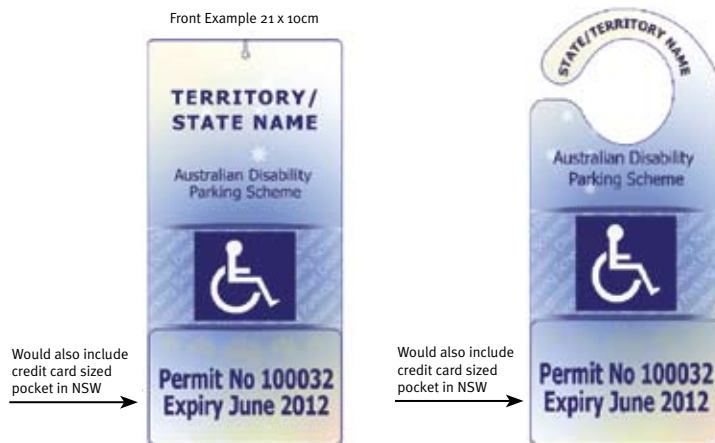 Front Example 21 x 10cm
TERRITORY/
STATE NAME
Australian Disability
Parking Scheme
Would also include
credit card sized
pocket in NSW
Permit No 100032
Expiry June 2012
STATE/TERRITORY NAME
Australian Disability
Parking Scheme
Would also include
credit card sized
pocket in NSW
Permit No 100032
Expiry June 2012